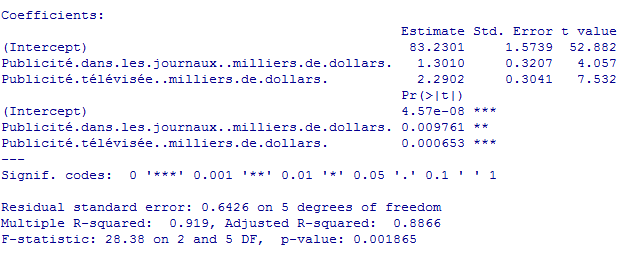 Coefficients:
                                               Estimate Std. Error t value
(Intercept)                                     83.2301     1.5739  52.882
Publicité.dans.les.journaux..milliers.de.dollars.   1.3010     0.3207   4.057
Publicité.télévisée..milliers.de.dollars.           2.2902     0.3041   7.532
                                               Pr(>|t|)
(Intercept)                                    4.57e-08 ***
Publicité.dans.les.journaux..milliers.de.dollars. 0.009761 **
Publicité.télévisée..milliers.de.dollars.         0.000653 ***
---
Signif. codes:  0 '***' 0.001 '**' 0.01 '*' 0.05 '.' 0.1 ' ' 1
Residual standard error: 0.6426 on 5 degrees of freedom
Multiple R-squared:  0.919, Adjusted R-squared:  0.8866
F-statistic: 28.38 on 2 and 5 DF,  p-value: 0.001865